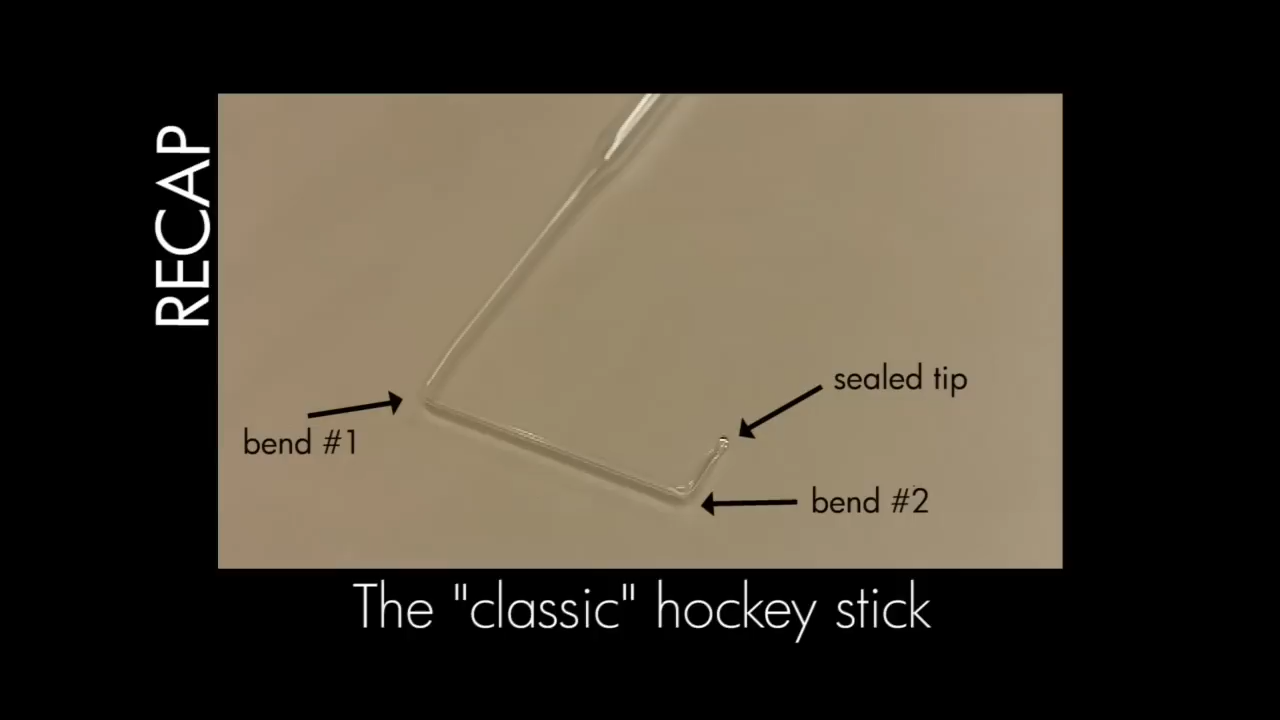 RECAP
sealed tip
bend #1
bend #2
The "classic" hockey stick